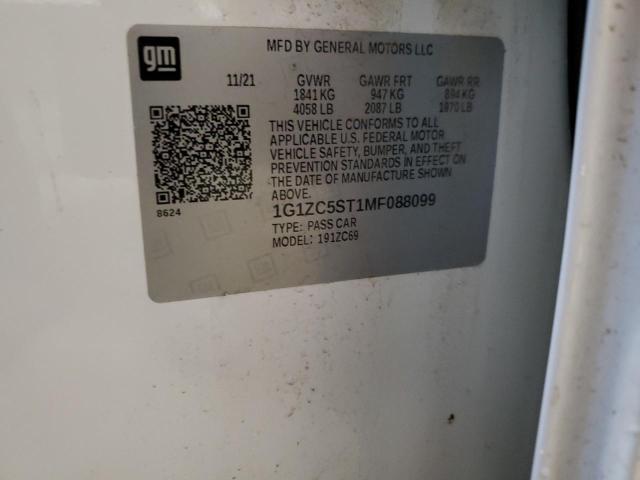 gm
MFD BY GENERAL MOTORS LLC
11/21 GVWR GAWR FRT GAWR RR
1841 KG 947 KG 894 KG
4058 LB 2087 LB 1970 LB
THIS VEHICLE CONFORMS TO ALL
APPLICABLE U.S. FEDERAL MOTOR
VEHICLE SAFETY, BUMPER, AND THEFT
PREVENTION STANDARDS IN EFFECT ON
THE DATE OF MANUFACTURE SHOWN
ABOVE.
8624
1G1ZC5ST1MF088099
TYPE: PASS CAR
MODEL: 191ZC69